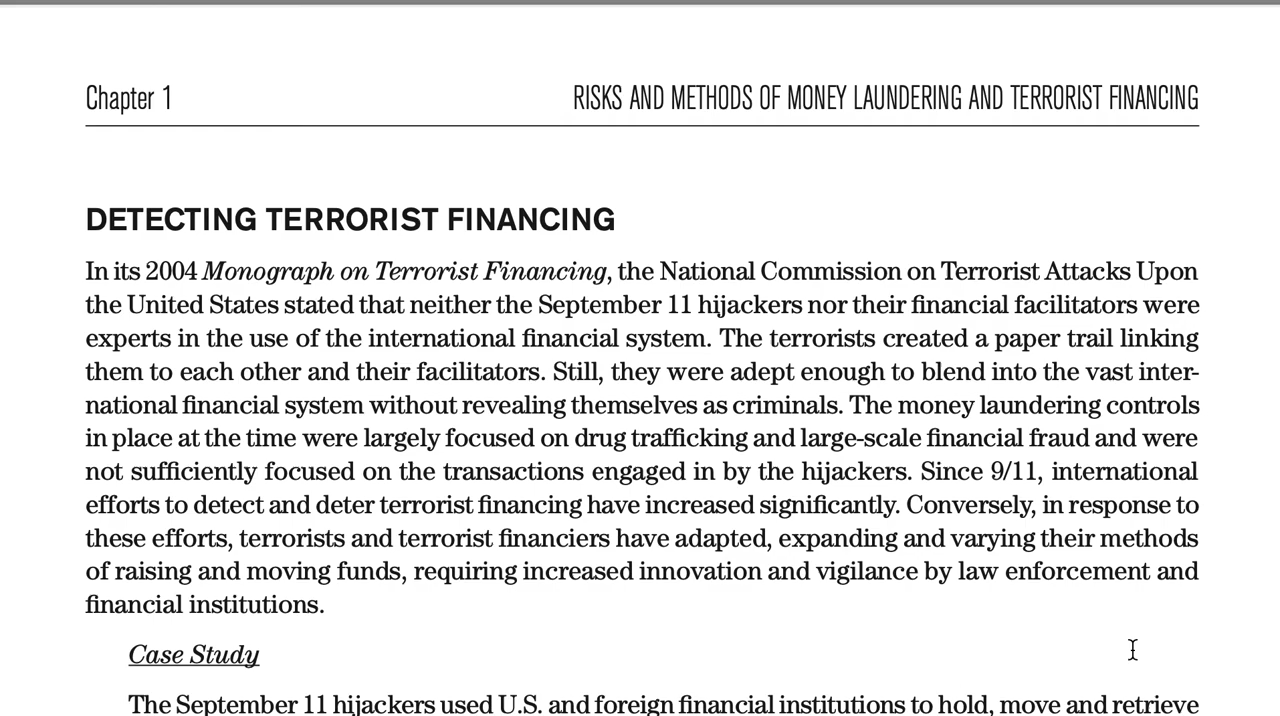 Chapter 1 RISKS AND METHODS OF MONEY LAUNDERING AND TERRORIST FINANCING
DETECTING TERRORIST FINANCING
In its 2004 Monograph on Terrorist Financing, the National Commission on Terrorist Attacks Upon
the United States stated that neither the September 11 hijackers nor their financial facilitators were
experts in the use of the international financial system. The terrorists created a paper trail linking
them to each other and their facilitators. Still, they were adept enough to blend into the vast inter-
national financial system without revealing themselves as criminals. The money laundering controls
in place at the time were largely focused on drug trafficking and large-scale financial fraud and were
not sufficiently focused on the transactions engaged in by the hijackers. Since 9/11, international
efforts to detect and deter terrorist financing have increased significantly. Conversely, in response to
these efforts, terrorists and terrorist financiers have adapted, expanding and varying their methods
of raising and moving funds, requiring increased innovation and vigilance by law enforcement and
financial institutions.
Case Study
The September 11 hijackers used U.S. and foreign financial institutions to hold, move and retrieve